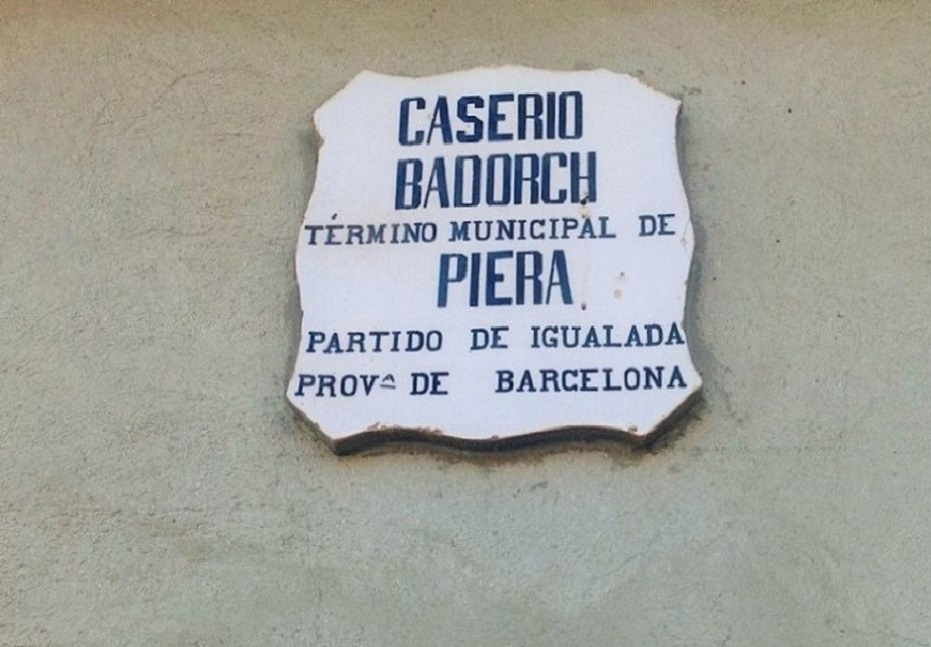 CASERIO
BADORCH
TÉRMINO MUNICIPAL DE
PIERA
PARTIDO DE IGUALADA
PROVª DE BARCELONA